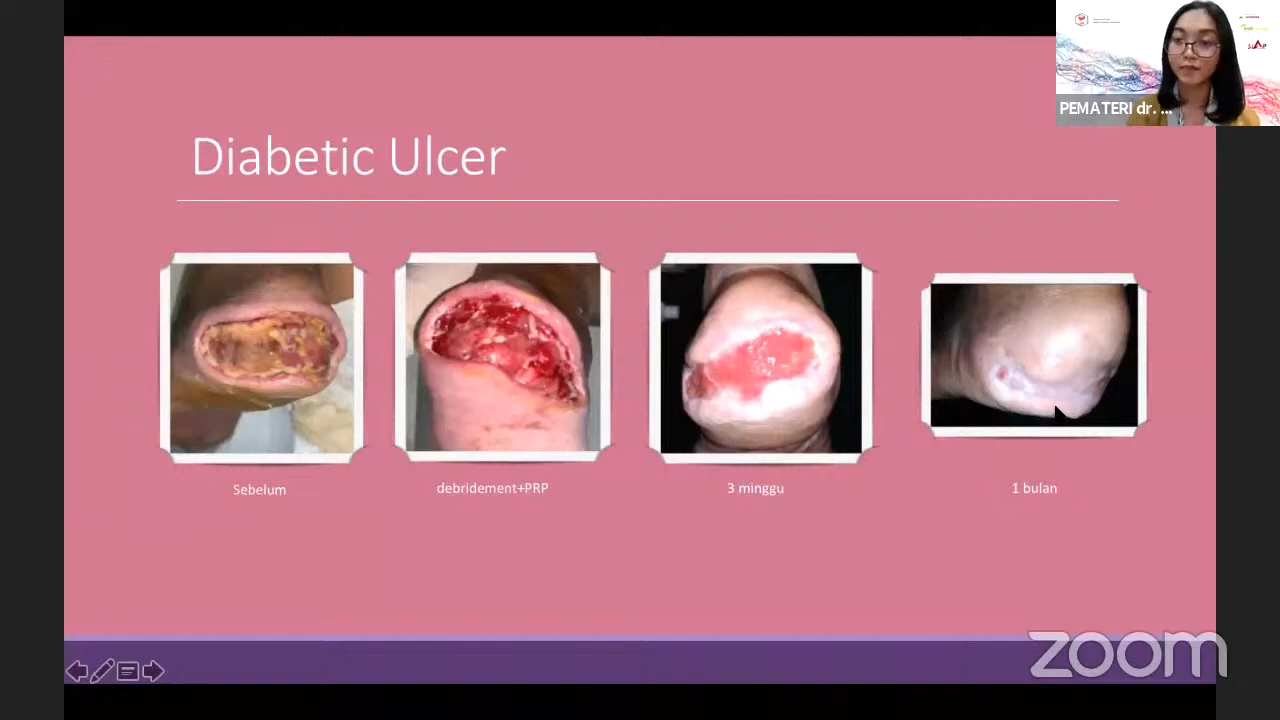 PEMATERI dr. ...
Diabetic Ulcer
Sebelum
debridement+PRP
3 minggu
1 bulan
zoom